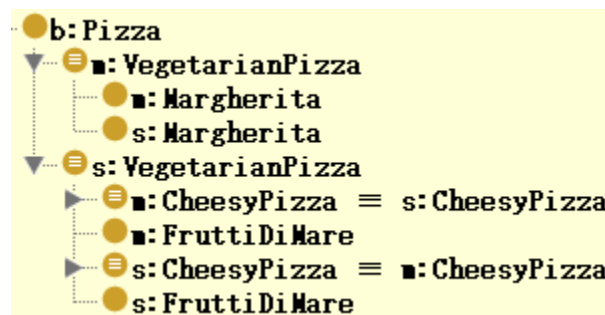 b:Pizza
m:VegetarianPizza
m:Margherita
s:Margherita
s:VegetarianPizza
m:CheesyPizza ≡ s:CheesyPizza
m:FruttiDiMare
s:CheesyPizza ≡ m:CheesyPizza
s:FruttiDiMare